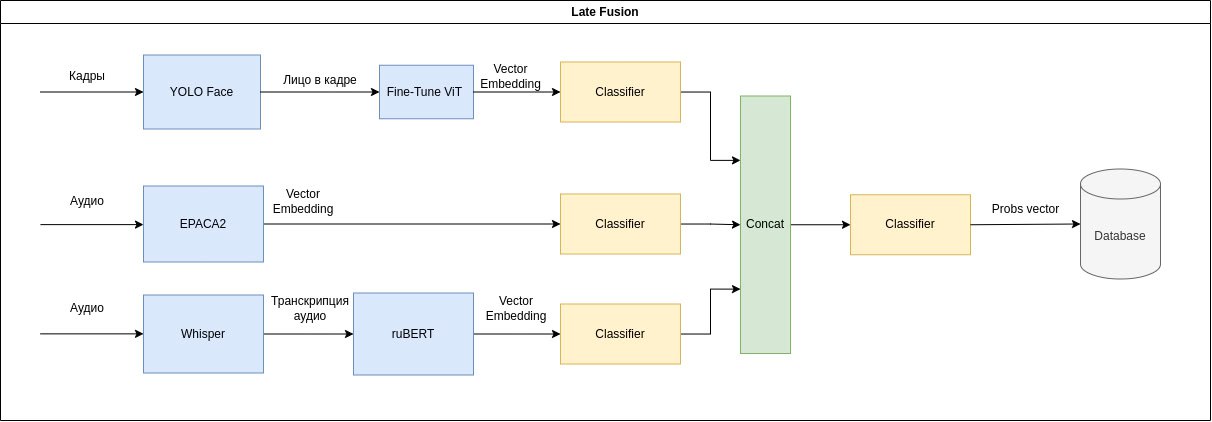 Late Fusion
Кадры
YOLO Face
Лицо в кадре
Fine-Tune ViT
Vector
Embedding
Classifier
Аудио
EPACA2
Vector
Embedding
Classifier
Concat
Classifier
Probs vector
Database
Аудио
Whisper
Транскрипция
аудио
ruBERT
Vector
Embedding
Classifier